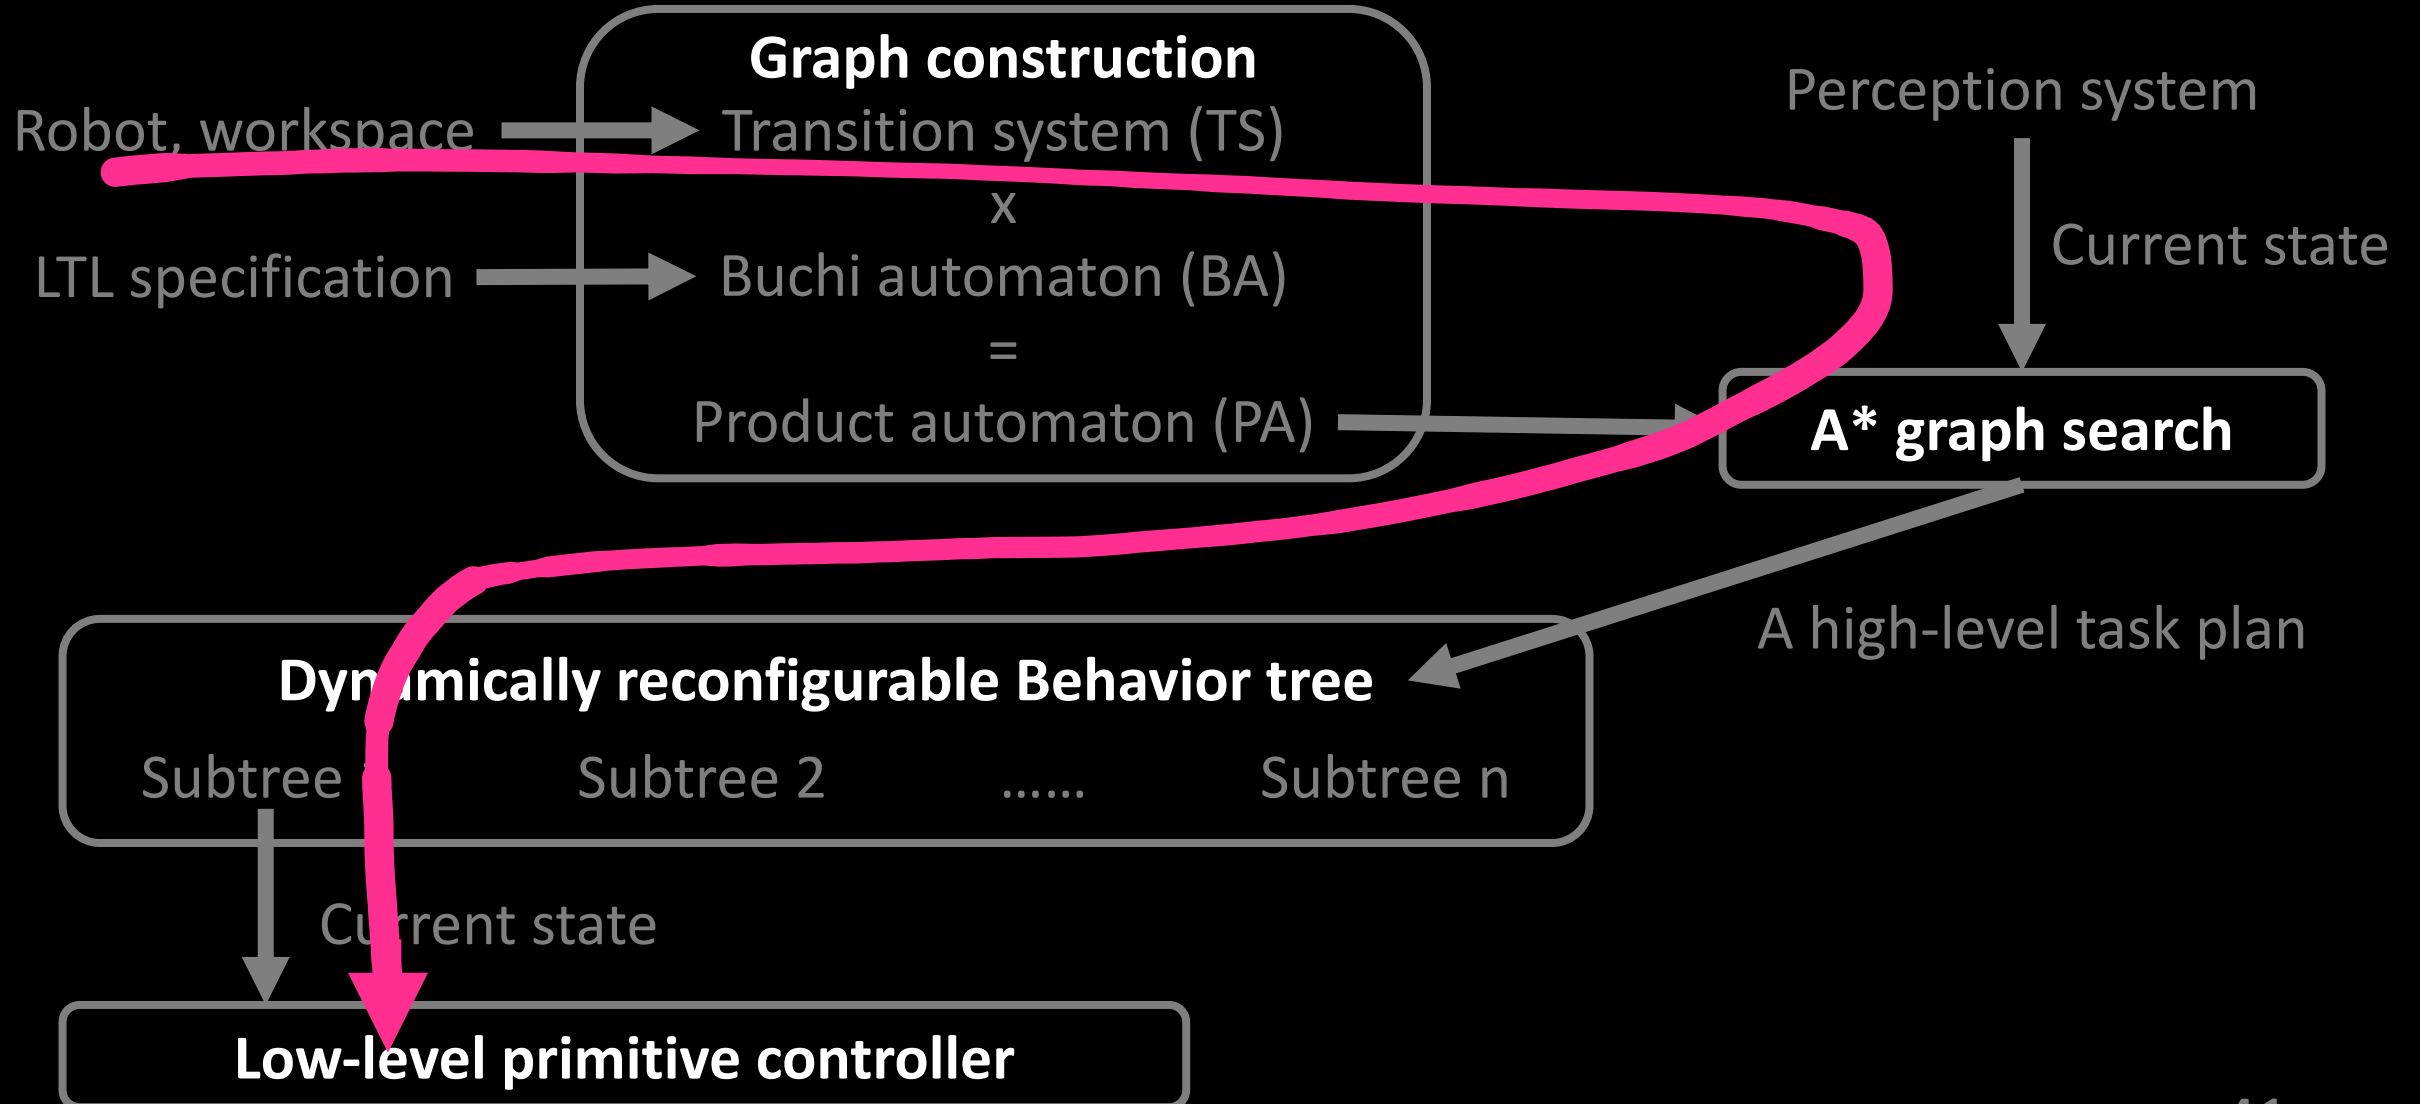 Graph construction
Robot, workspace
Transition system (TS)
x
LTL specification
Buchi automaton (BA)
=
Product automaton (PA)
Perception system
Current state
A* graph search
A high-level task plan
Dynamically reconfigurable Behavior tree
Subtree
Subtree 2
......
Subtree n
Current state
Low-level primitive controller